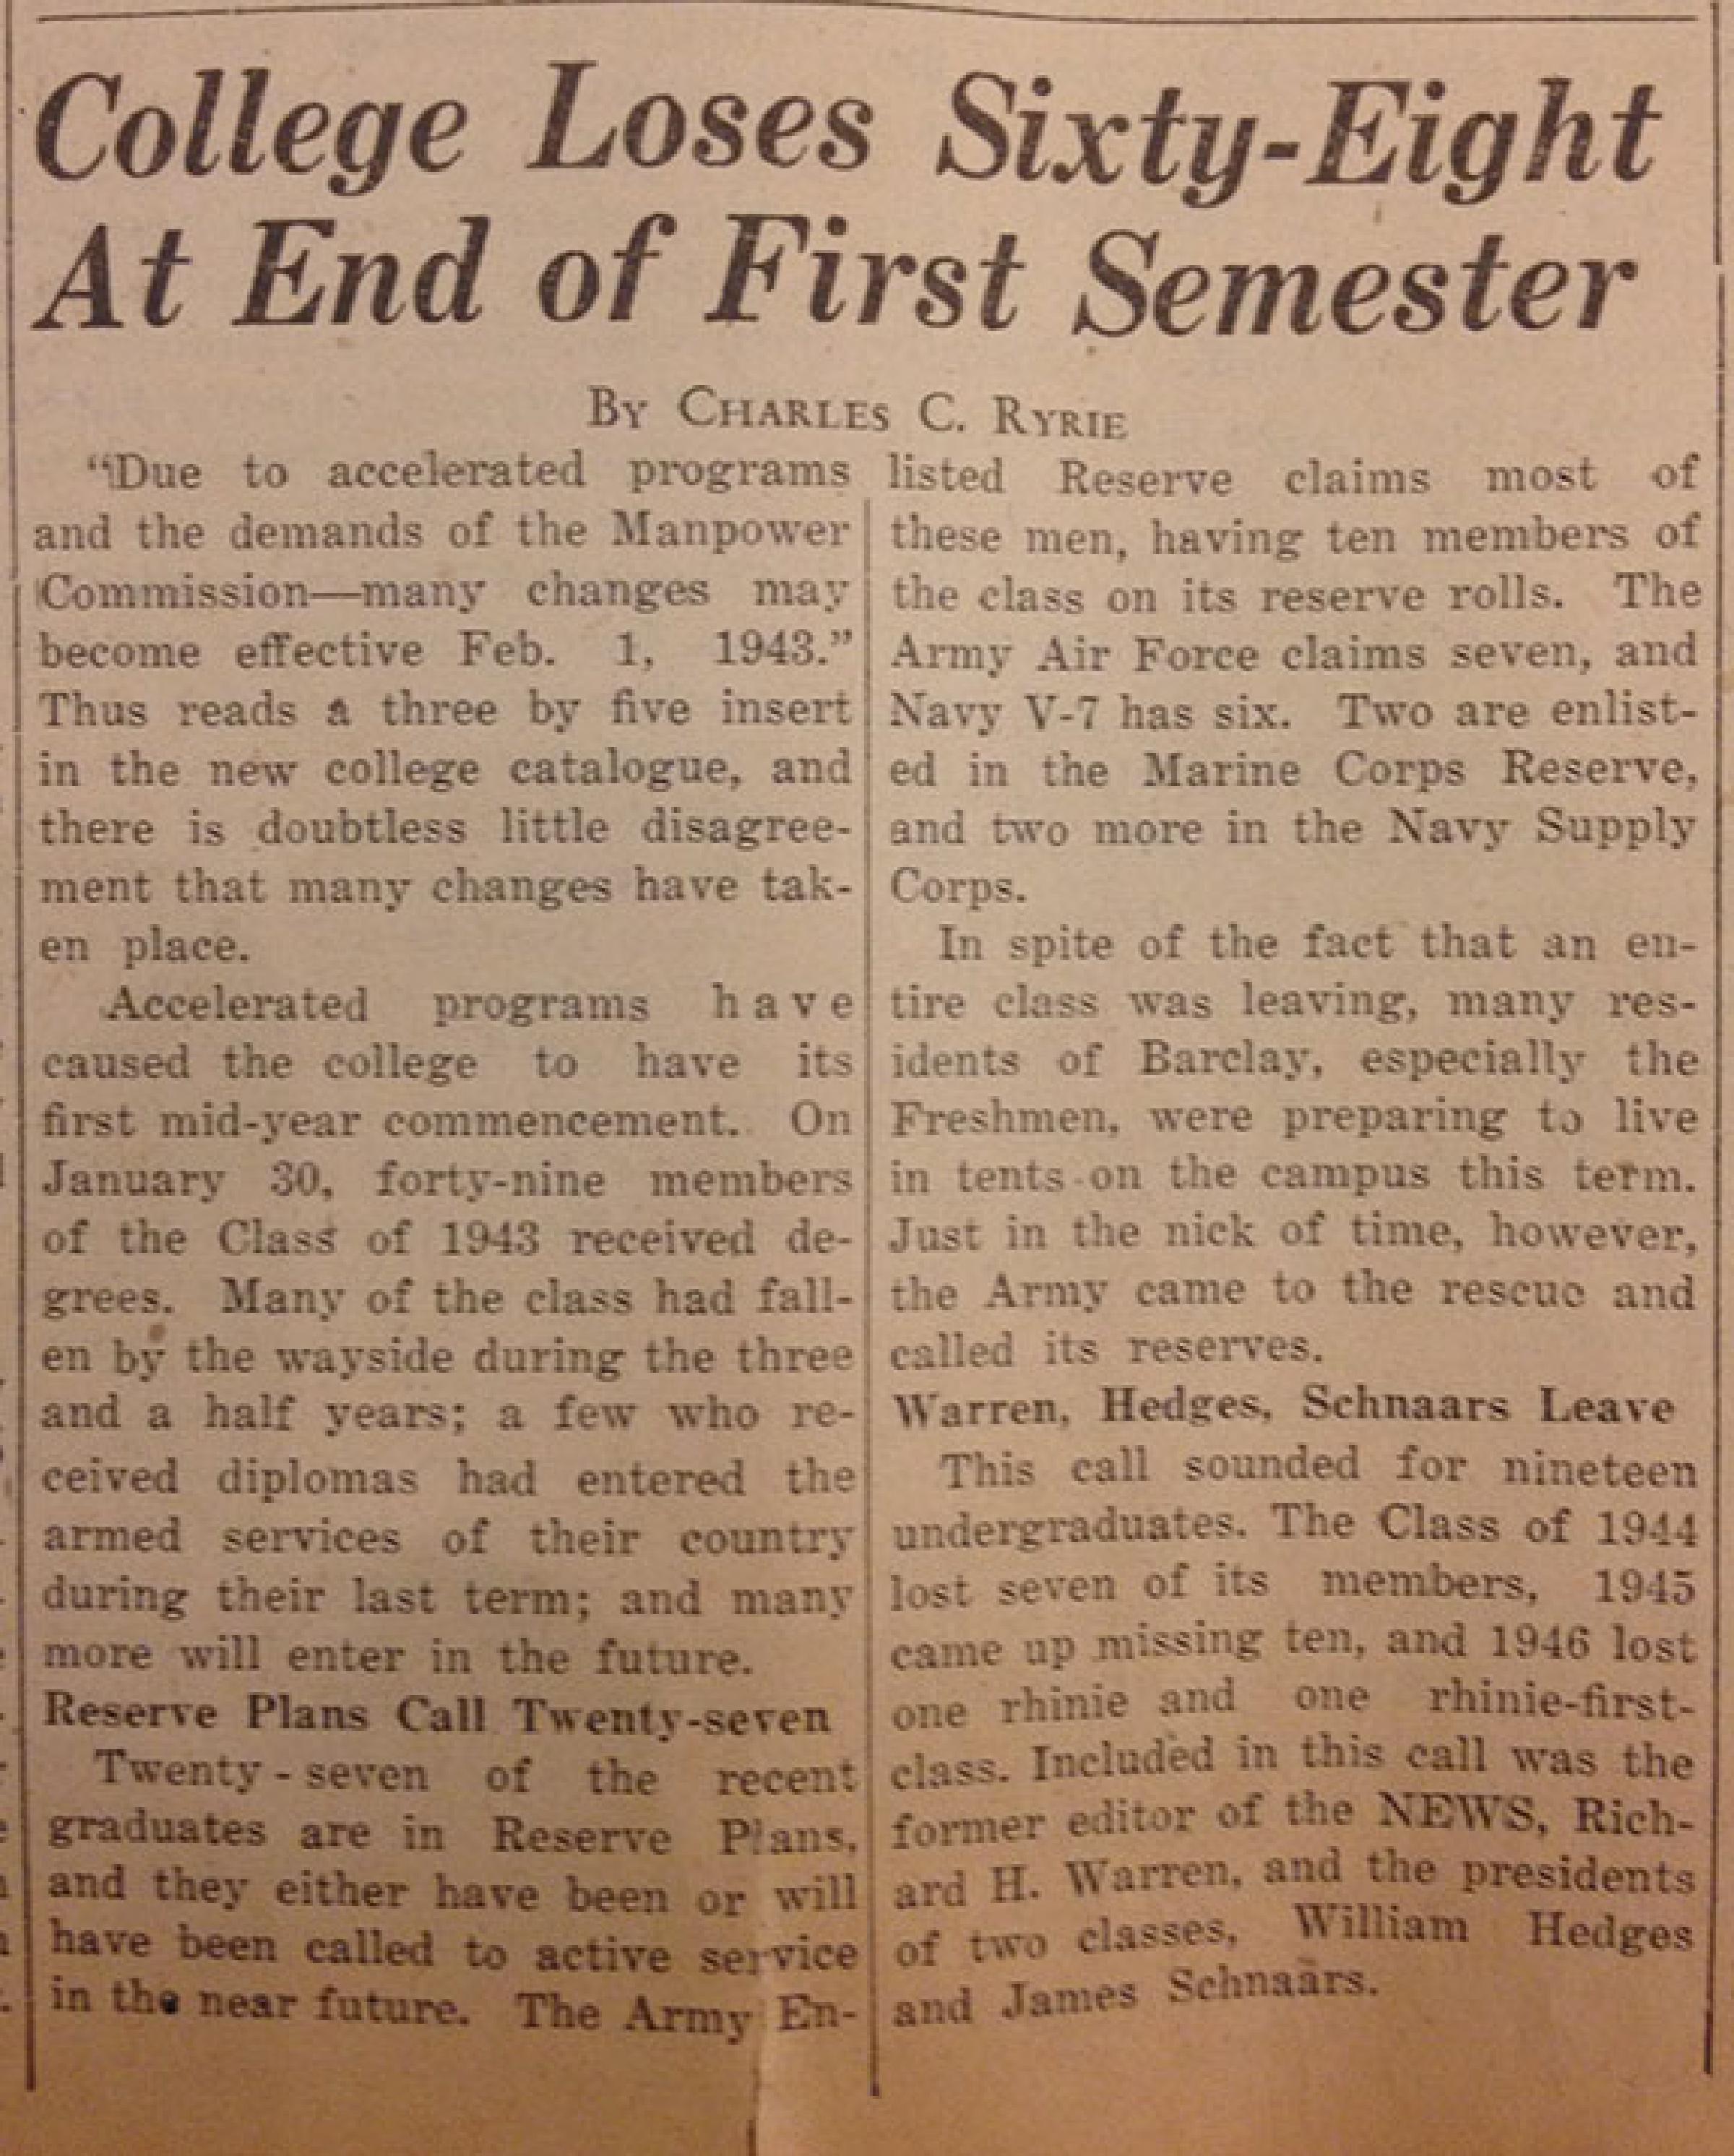 College Loses Sixty-Eight
At End of First Semester
By Charles C. Ryrie
"Due to accelerated programs
and the demands of the Manpower
Commission—many changes may
become effective Feb. 1, 1943."
Thus reads a three by five insert
in the new college catalogue, and
there is doubtless little disagree-
ment that many changes have tak-
en place.
Accelerated programs have
caused the college to have its
first mid-year commencement. On
January 30, forty-nine members
of the Class of 1943 received de-
grees. Many of the class had fall-
en by the wayside during the three
and a half years; a few who re-
ceived diplomas had entered the
armed services of their country
during their last term; and many
more will enter in the future.
Reserve Plans Call Twenty-seven
Twenty-seven of the recent
graduates are in Reserve Plans,
and they either have been or will
have been called to active service
in the near future. The Army En-
listed Reserve claims most of
these men, having ten members of
the class on its reserve rolls. The
Army Air Force claims seven, and
Navy V-7 has six. Two are enlist-
ed in the Marine Corps Reserve,
and two more in the Navy Supply
Corps.
In spite of the fact that an en-
tire class was leaving, many res-
idents of Barclay, especially the
Freshmen, were preparing to live
in tents on the campus this term.
Just in the nick of time, however,
the Army came to the rescue and
called its reserves.
Warren, Hedges, Schnaars Leave
This call sounded for nineteen
undergraduates. The Class of 1944
lost seven of its members, 1945
came up missing ten, and 1946 lost
one rhinie and one rhinie-first-
class. Included in this call was the
former editor of the NEWS, Rich-
ard H. Warren, and the presidents
of two classes, William Hedges
and James Schnaars.